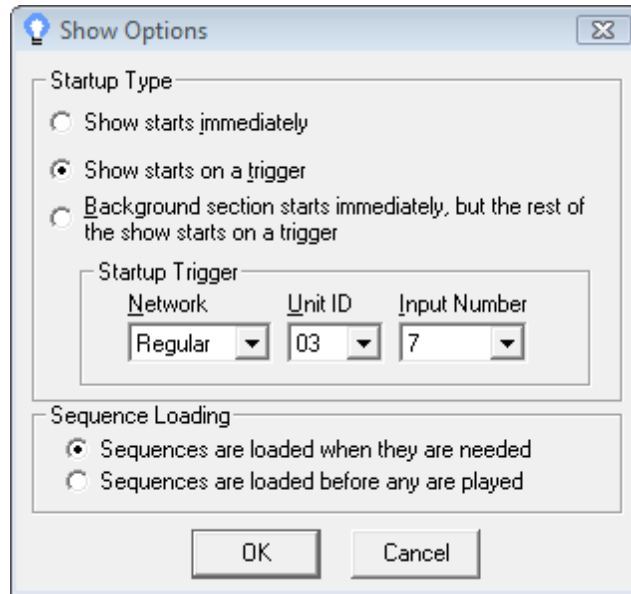 Show Options
Startup Type
Show starts immediately
Show starts on a trigger
Background section starts immediately, but the rest of
the show starts on a trigger
Startup Trigger
Network Unit ID Input Number
Regular 03 7
Sequence Loading
Sequences are loaded when they are needed
Sequences are loaded before any are played
OK Cancel